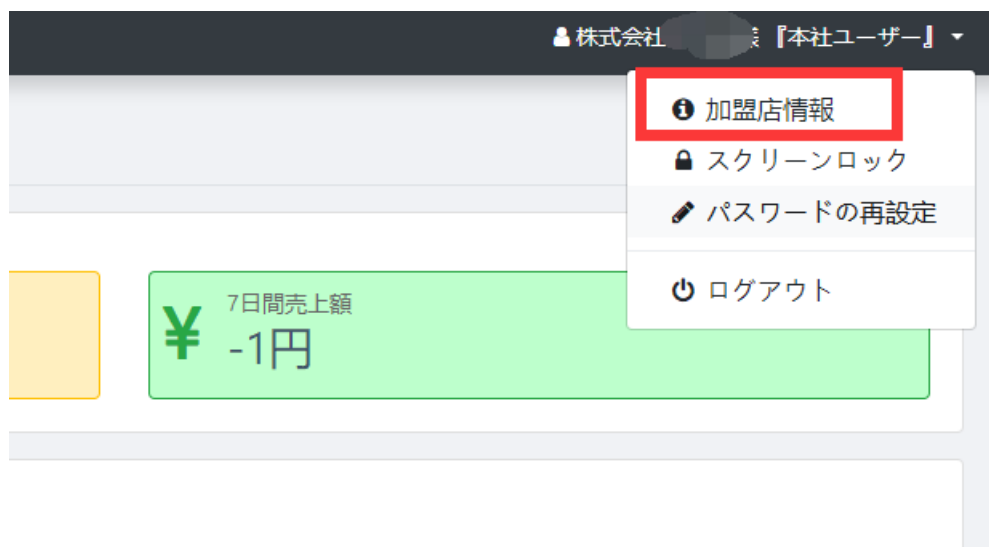 株式会社 様『本社ユーザー』
加盟店情報
スクリーンロック
パスワードの再設定
ログアウト
¥ 7日間売上額
-1円